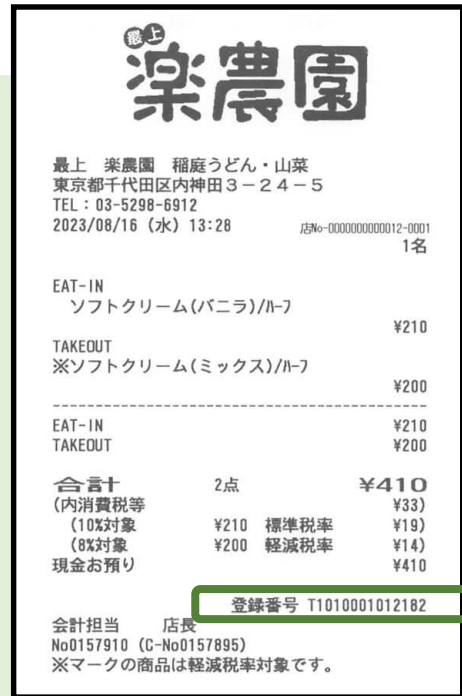 最上
楽農園
最上 楽農園 稲庭うどん・山菜
東京都千代田区内神田3-24-5
TEL:03-5298-6912
2023/08/16 (水) 13:28 店No-0000000000012-0001
1名
EAT-IN
ソフトクリーム(バニラ)/ハーフ
¥210
TAKEOUT
※ソフトクリーム(ミックス)/ハーフ
¥200
EAT-IN ¥210
TAKEOUT ¥200
合計 2点 ¥410
(内消費税等 ¥33)
(10%対象 ¥210 標準税率 ¥19)
(8%対象 ¥200 軽減税率 ¥14)
現金お預り ¥410
登録番号 T1010001012182
会計担当 店長
No0157910 (C-No0157895)
※マークの商品は軽減税率対象です。